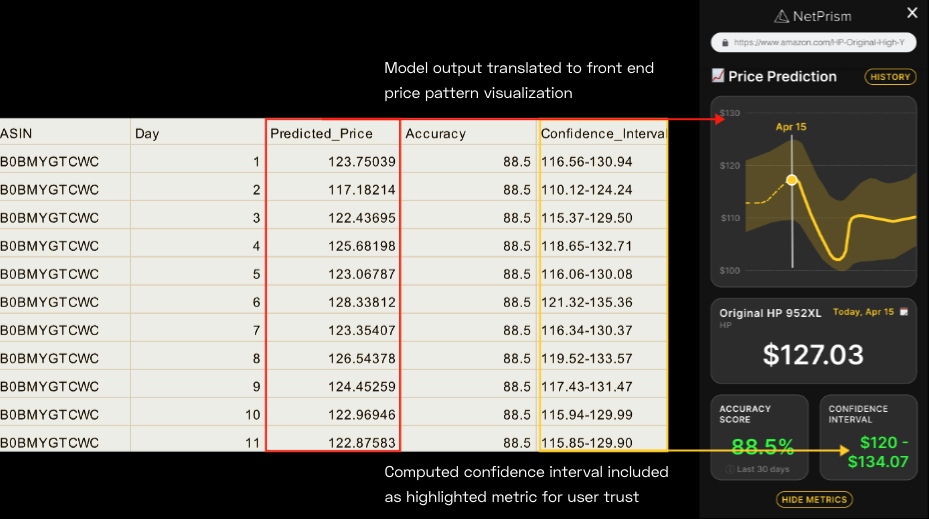 NetPrism
https://www.amazon.com/HP-Original-High-Y
Model output translated to front end
price pattern visualization
Price Prediction
HISTORY
$130
Apr 15
$120
$110
$100
ASIN Day Predicted_Price Accuracy Confidence_Interval
B0BMYGTCWC 1 123.75039 88.5 116.56-130.94
B0BMYGTCWC 2 117.18214 88.5 110.12-124.24
B0BMYGTCWC 3 122.43695 88.5 115.37-129.50
B0BMYGTCWC 4 125.68198 88.5 118.65-132.71
B0BMYGTCWC 5 123.06787 88.5 116.06-130.08
B0BMYGTCWC 6 128.33812 88.5 121.32-135.36
B0BMYGTCWC 7 123.35407 88.5 116.34-130.37
B0BMYGTCWC 8 126.54378 88.5 119.52-133.57
B0BMYGTCWC 9 124.45259 88.5 117.43-131.47
B0BMYGTCWC 10 122.96946 88.5 115.94-129.99
B0BMYGTCWC 11 122.87583 88.5 115.85-129.90
Original HP 952XL
Today, Apr 15
HP
$127.03
ACCURACY
SCORE
88.5%
Last 30 days
CONFIDENCE
INTERVAL
$120 -
$134.07
HIDE METRICS
Computed confidence interval included
as highlighted metric for user trust